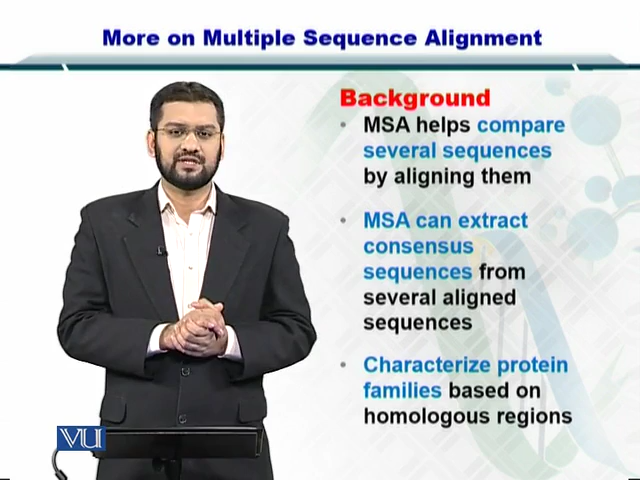 More on Multiple Sequence Alignment
Background
• MSA helps compare
several sequences
by aligning them
• MSA can extract
consensus
sequences from
several aligned
sequences
• Characterize protein
families based on
homologous regions
VU